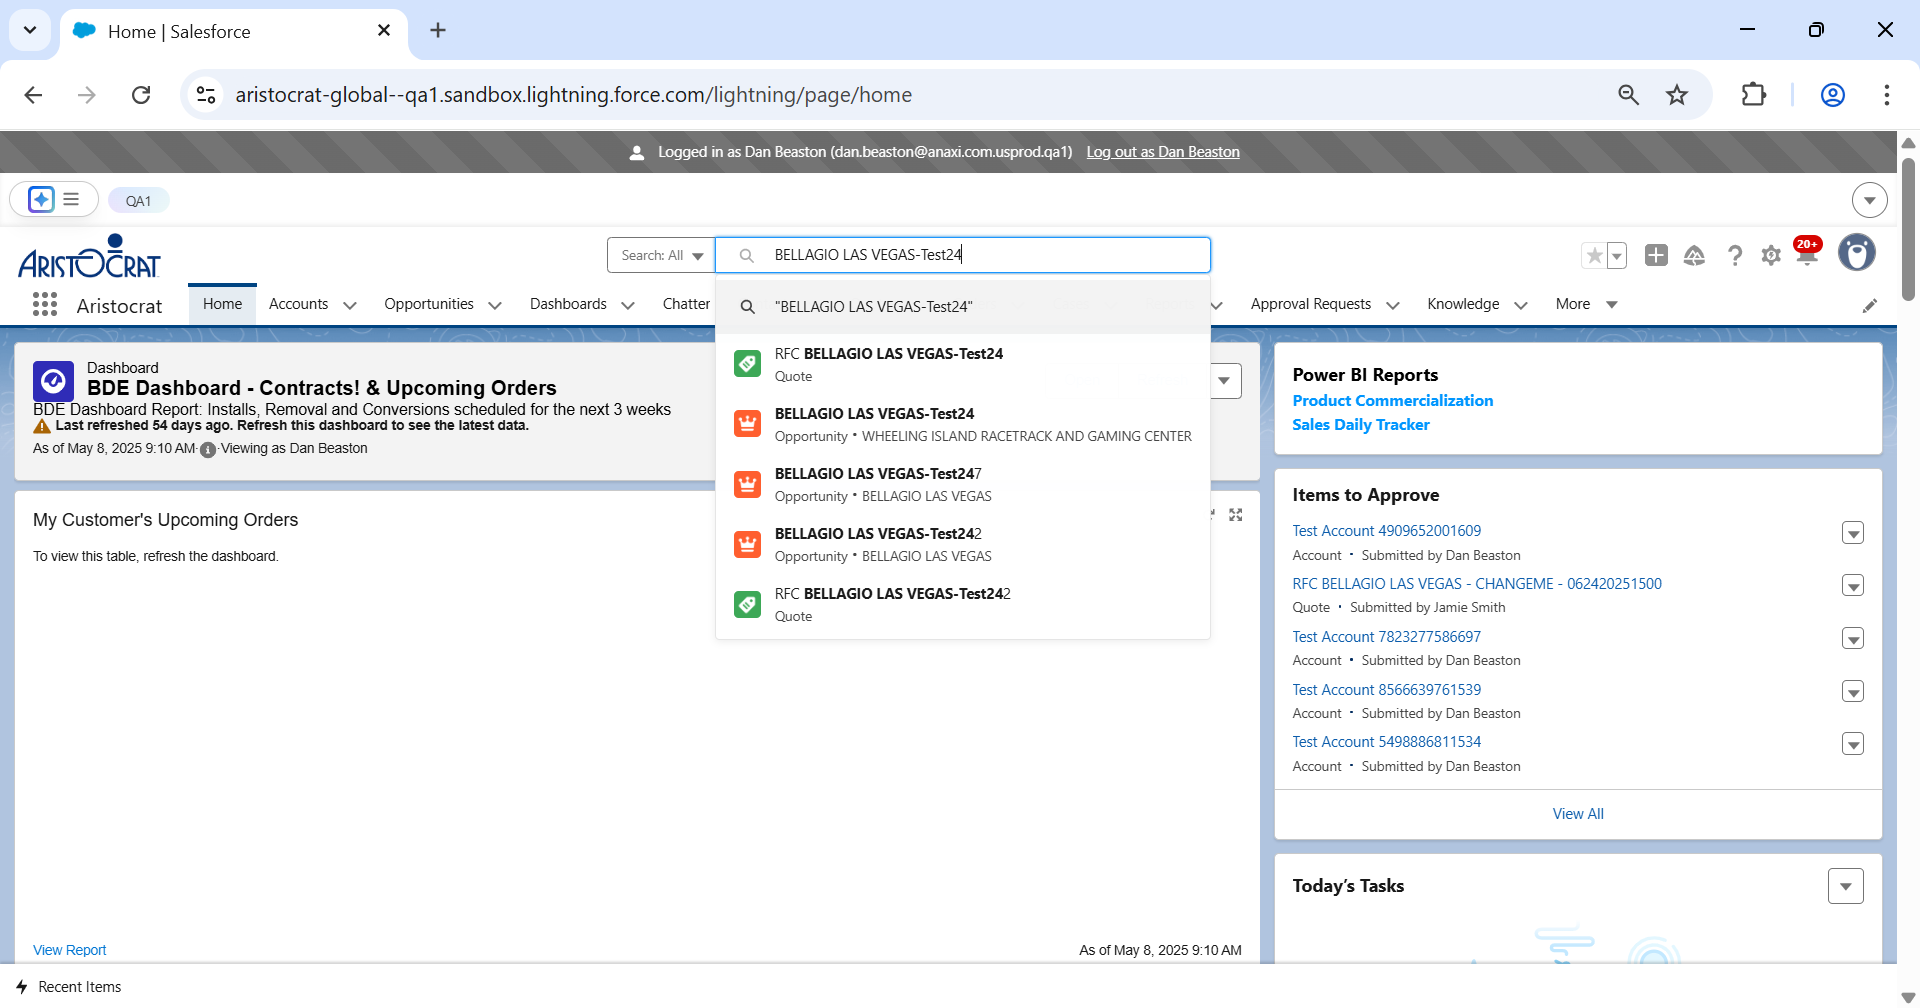 Home | Salesforce
aristocrat-global--qa1.sandbox.lightning.force.com/lightning/page/home
Logged in as Dan Beaston (dan.beaston@anaxi.com.usprod.qa1) Log out as Dan Beaston
QA1
ARISTOCRAT
Search: All
BELLAGIO LAS VEGAS-Test24
20+
Aristocrat
Home
Accounts
Opportunities
Dashboards
Chatter
Approval Requests
Knowledge
More
"BELLAGIO LAS VEGAS-Test24"
RFC BELLAGIO LAS VEGAS-Test24
Quote
BELLAGIO LAS VEGAS-Test24
Opportunity • WHEELING ISLAND RACETRACK AND GAMING CENTER
BELLAGIO LAS VEGAS-Test247
Opportunity • BELLAGIO LAS VEGAS
BELLAGIO LAS VEGAS-Test242
Opportunity • BELLAGIO LAS VEGAS
RFC BELLAGIO LAS VEGAS-Test242
Quote
Dashboard
BDE Dashboard - Contracts! & Upcoming Orders
BDE Dashboard Report: Installs, Removal and Conversions scheduled for the next 3 weeks
Last refreshed 54 days ago. Refresh this dashboard to see the latest data.
As of May 8, 2025 9:10 AM·Viewing as Dan Beaston
My Customer's Upcoming Orders
To view this table, refresh the dashboard.
View Report
As of May 8, 2025 9:10 AM
Power BI Reports
Product Commercialization
Sales Daily Tracker
Items to Approve
Test Account 4909652001609
Account • Submitted by Dan Beaston
RFC BELLAGIO LAS VEGAS - CHANGEME - 062420251500
Quote • Submitted by Jamie Smith
Test Account 7823277586697
Account • Submitted by Dan Beaston
Test Account 8566639761539
Account • Submitted by Dan Beaston
Test Account 5498886811534
Account • Submitted by Dan Beaston
View All
Today's Tasks
Recent Items